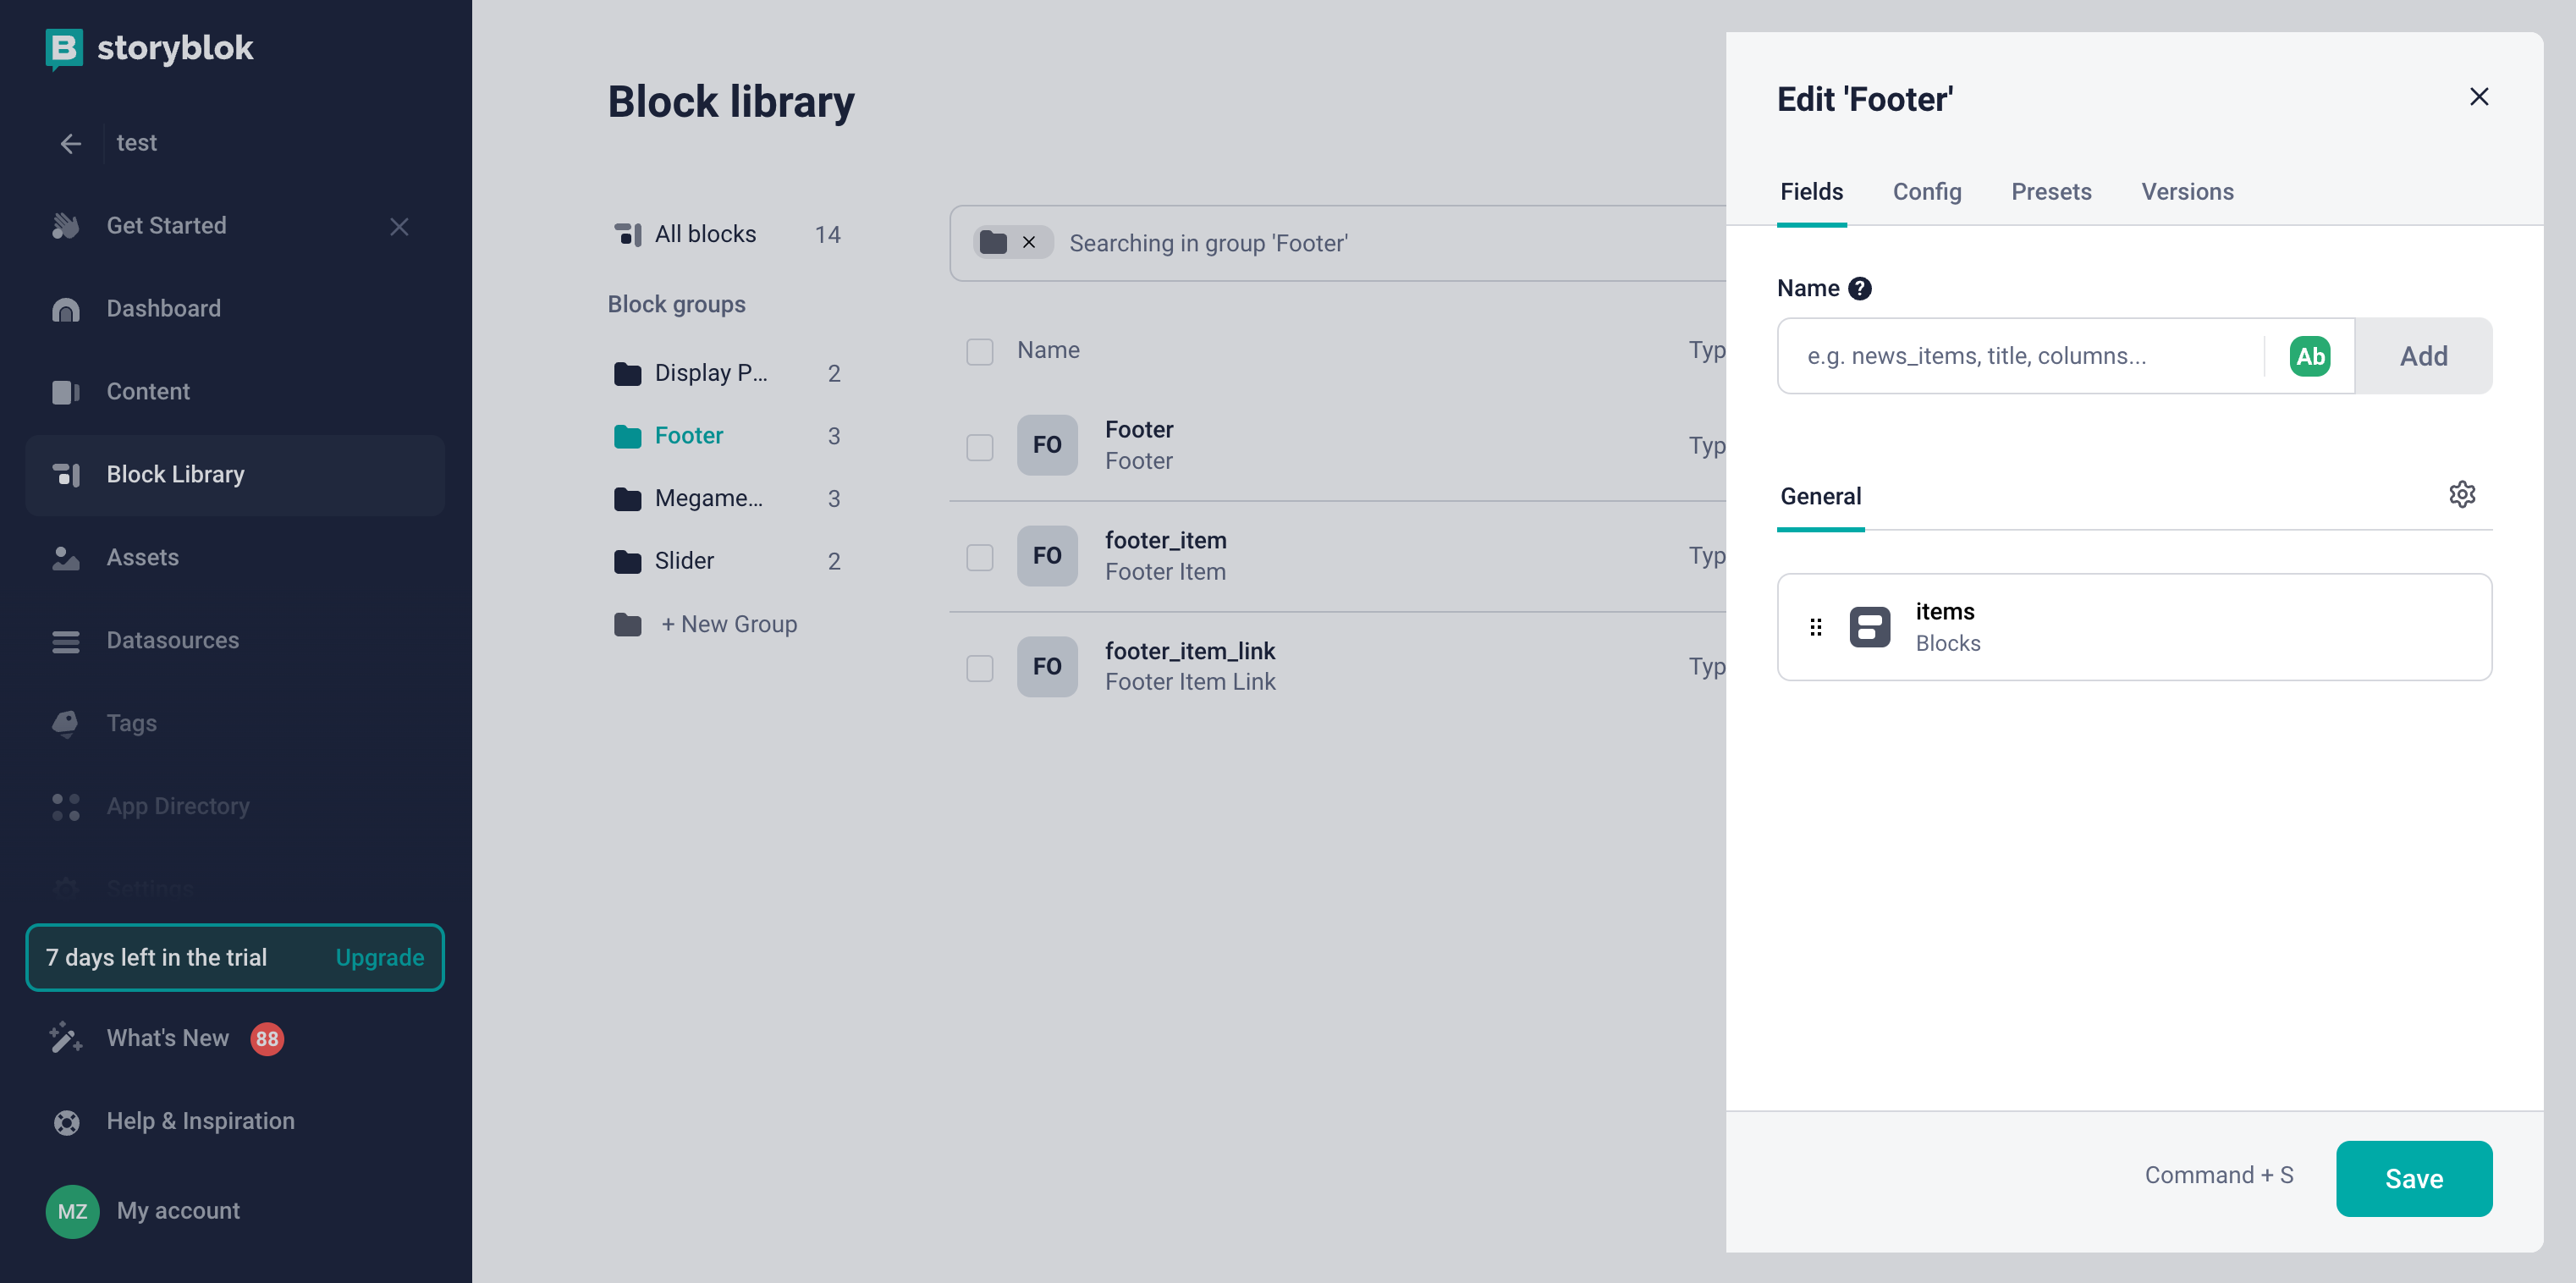 storyblok
test
Get Started
Dashboard
Content
Block Library
Assets
Datasources
Tags
App Directory
Settings
7 days left in the trial Upgrade
What's New 88
Help & Inspiration
MZ My account
Block library
All blocks 14
Block groups
Display P... 2
Footer 3
Megame... 3
Slider 2
+ New Group
Searching in group 'Footer'
Name Typ
FO Footer Typ
Footer
FO footer_item Typ
Footer Item
FO footer_item_link Typ
Footer Item Link
Edit 'Footer'
Fields Config Presets Versions
Name ?
e.g. news_items, title, columns... Ab Add
General
items
Blocks
Command + S Save